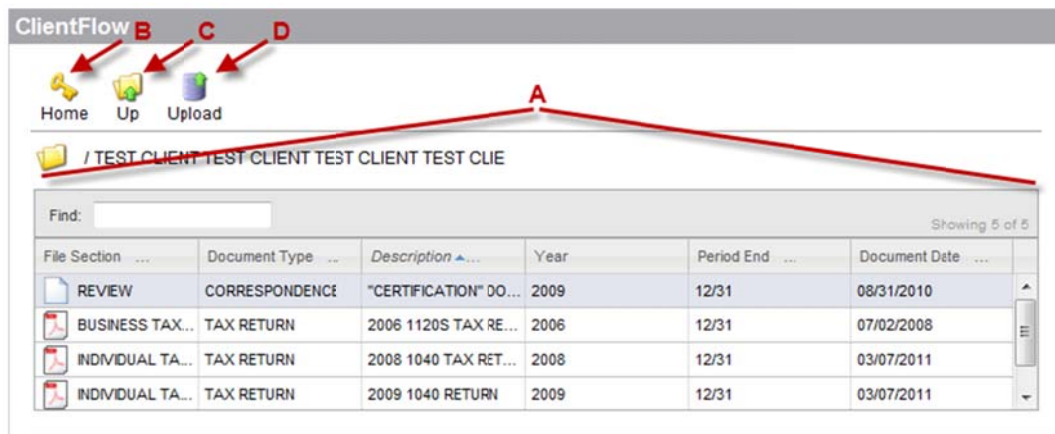 ClientFlow B C D
Home Up Upload
A
/ TEST CLIENT TEST CLIENT TEST CLIENT TEST CLIE
Find:
Showing 5 of 5
File Section ... Document Type ... Description ... Year Period End ... Document Date ...
REVIEW CORRESPONDENCE "CERTIFICATION" DO... 2009 12/31 08/31/2010
BUSINESS TAX... TAX RETURN 2006 1120S TAX RE... 2006 12/31 07/02/2008
INDIVIDUAL TA... TAX RETURN 2008 1040 TAX RET... 2008 12/31 03/07/2011
INDIVIDUAL TA... TAX RETURN 2009 1040 RETURN 2009 12/31 03/07/2011